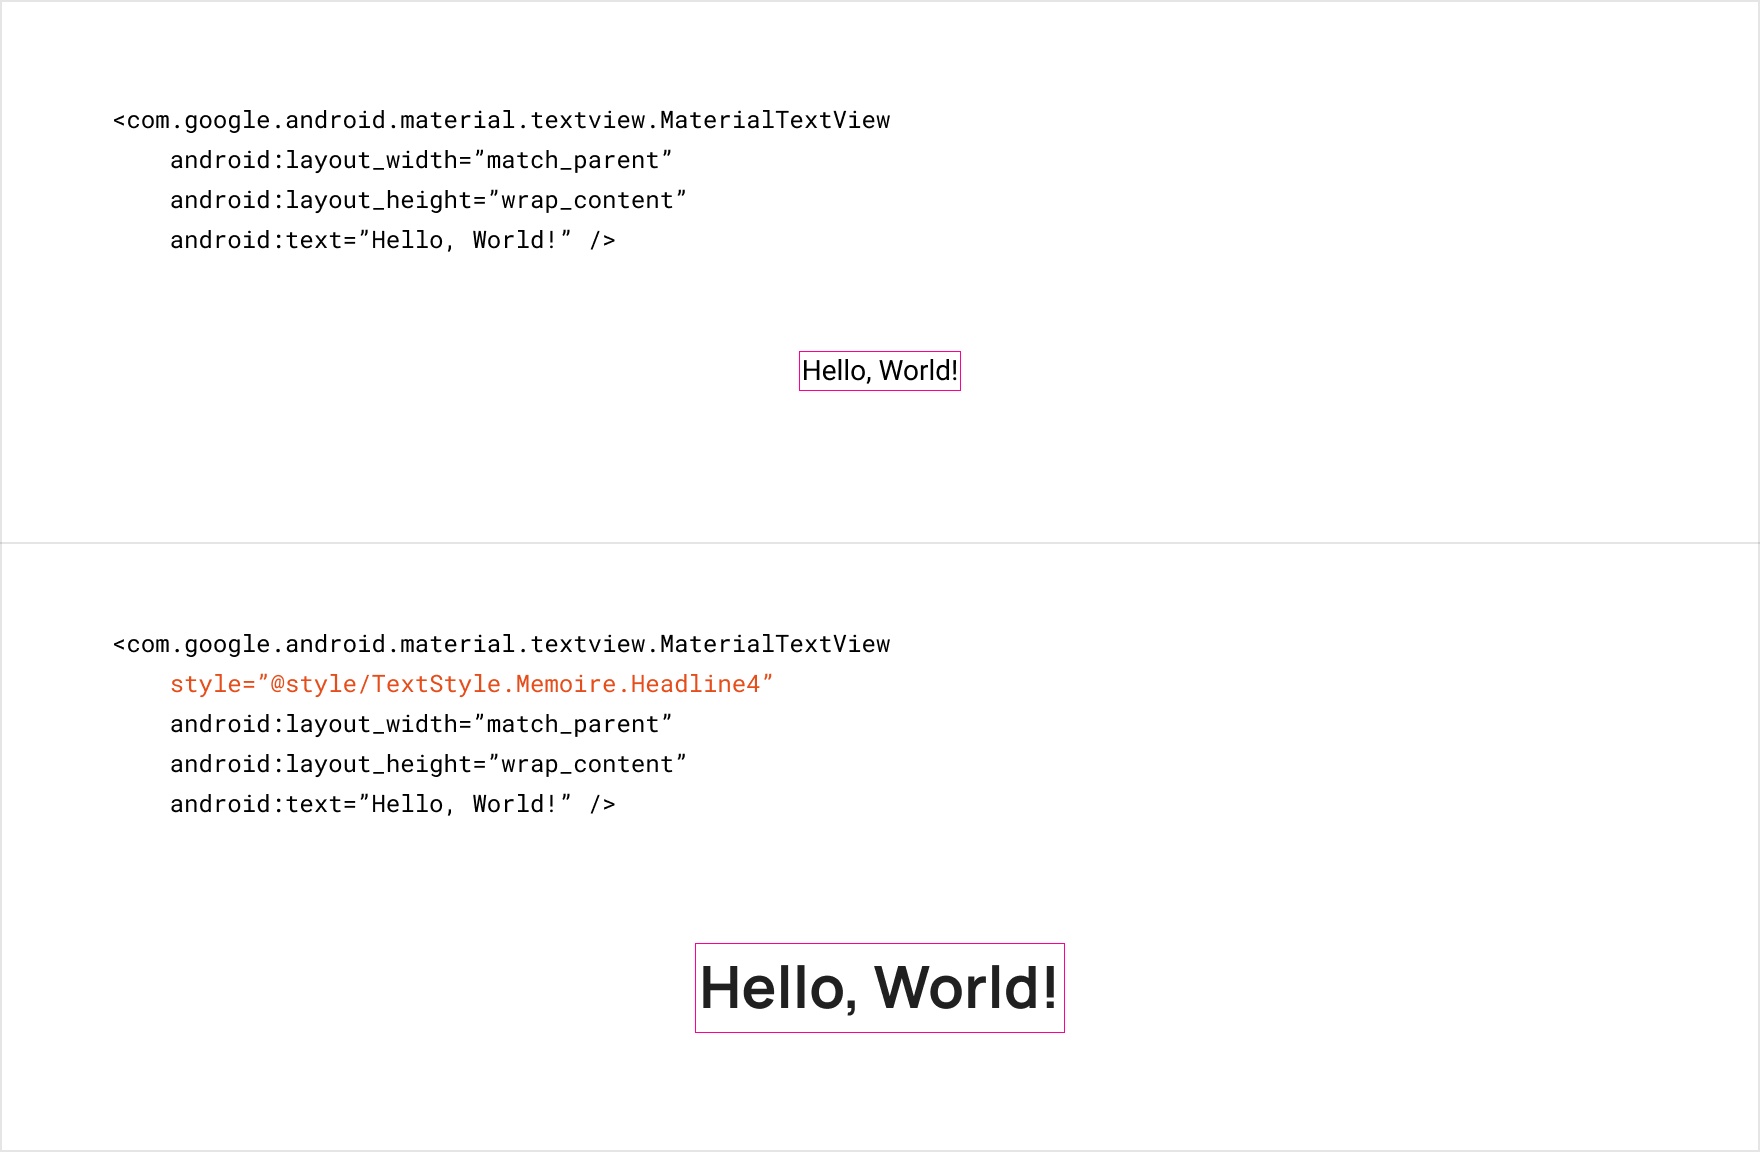 <com.google.android.material.textview.MaterialTextView
android:layout_width=”match_parent”
android:layout_height=”wrap_content”
android:text=”Hello, World!” />
Hello, World!
<com.google.android.material.textview.MaterialTextView
style=”@style/TextStyle.Memoire.Headline4”
android:layout_width=”match_parent”
android:layout_height=”wrap_content”
android:text=”Hello, World!” />
Hello, World!